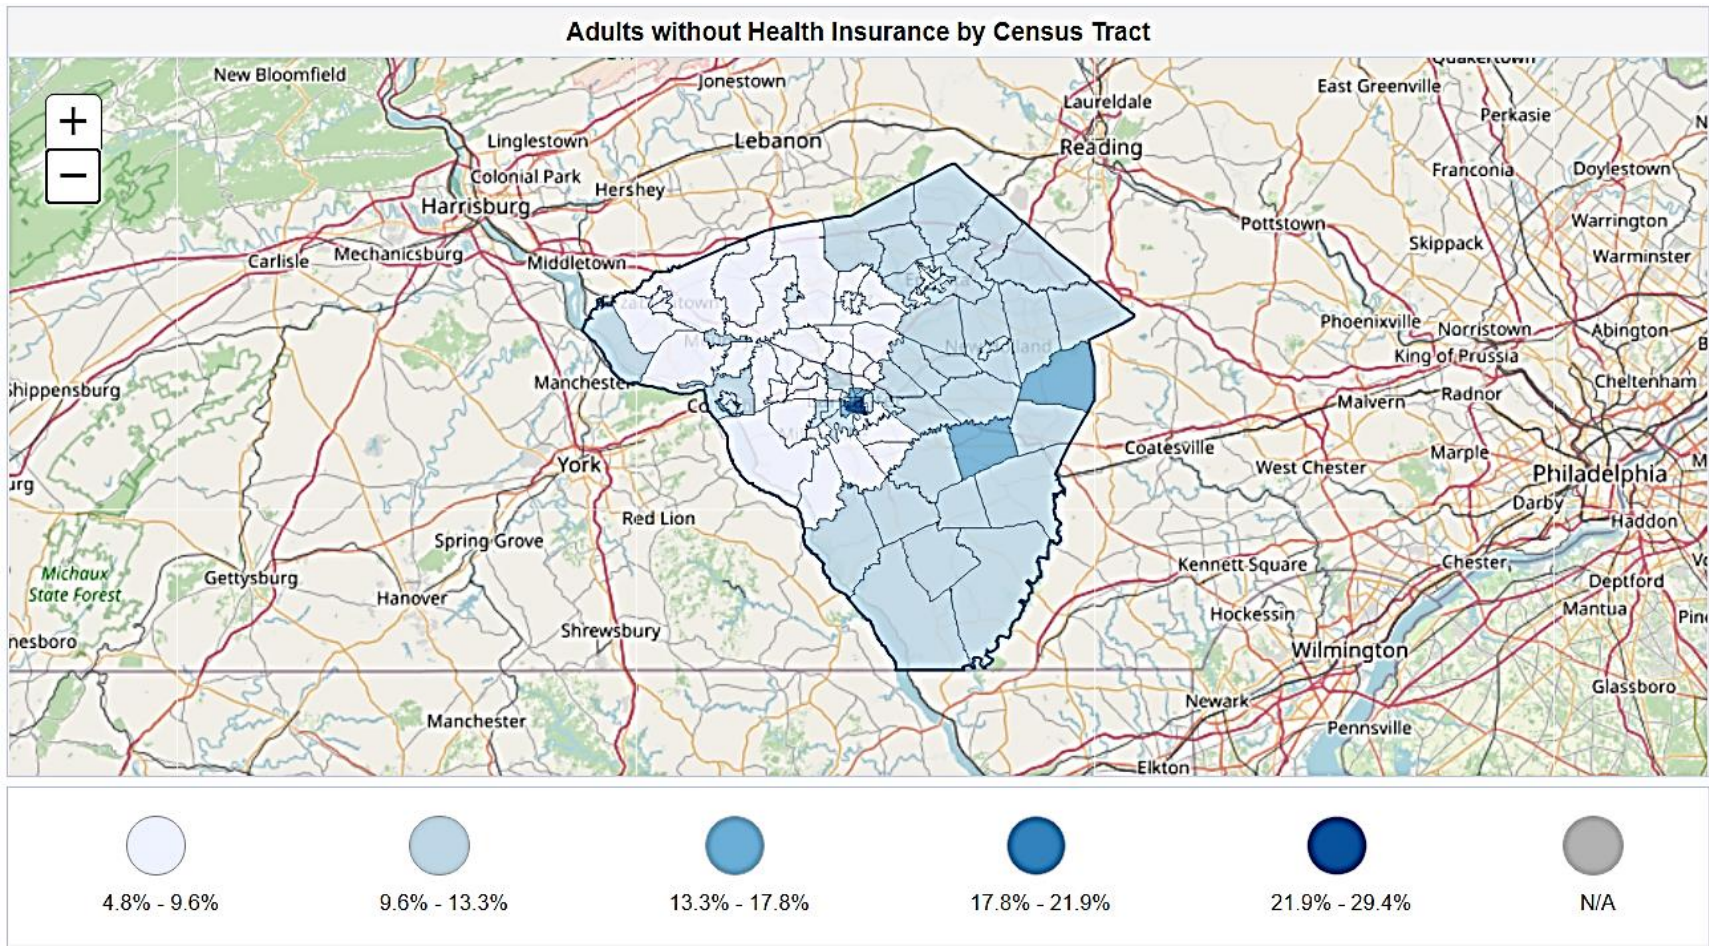 Adults without Health Insurance by Census Tract
Quakertown
New Bloomfield
Jonestown
East Greenville
Laureldale
Perkasie
+
Linglestown
Lebanon
Reading
Franconia
Doylestown
−
Colonial Park
Hershey
Harrisburg
Pottstown
Warrington
Skippack
Carlisle
Mechanicsburg
Middletown
Warminster
Phoenixville
Norristown
Abington
New Holland
King of Prussia
Shippensburg
Manchester
Cheltenham
Malvern
Radnor
Coatesville
Marple
York
West Chester
Philadelphia
Darby
Red Lion
Haddon
Spring Grove
Kennett Square
Chester
Michaux
State Forest
Gettysburg
Deptford
Hanover
Hockessin
Mantua
Shrewsbury
nesboro
Wilmington
Glassboro
Newark
Manchester
Pennsville
Elkton
4.8% - 9.6%
9.6% - 13.3%
13.3% - 17.8%
17.8% - 21.9%
21.9% - 29.4%
N/A